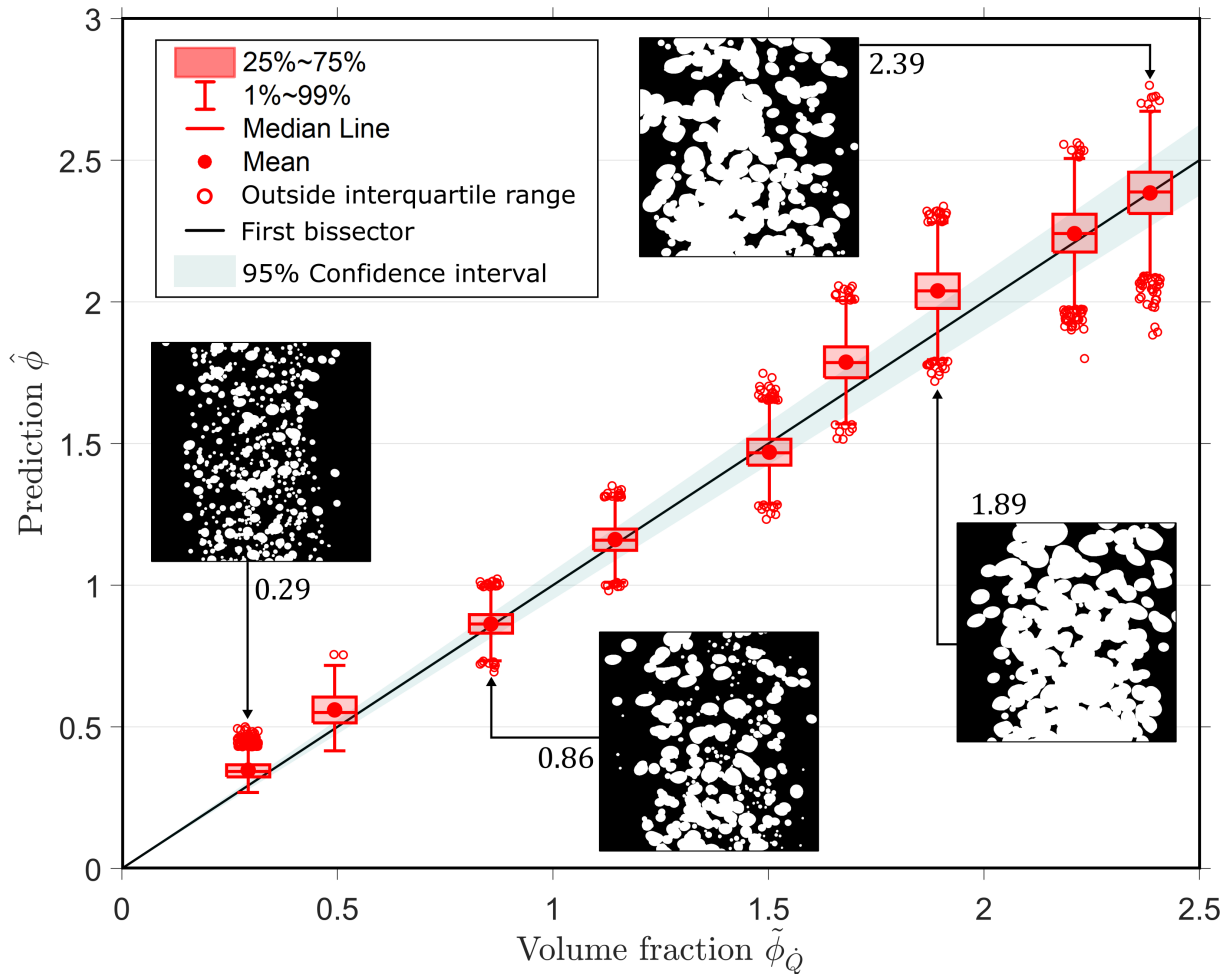 3
2.5
2
1.5
1
0.5
0
Prediction φ̂
25%~75%
1%~99%
Median Line
Mean
Outside interquartile range
First bissector
95% Confidence interval
2.39
0.29
1.89
0.86
0 0.5 1 1.5 2 2.5
Volume fraction φ̃_Q̇